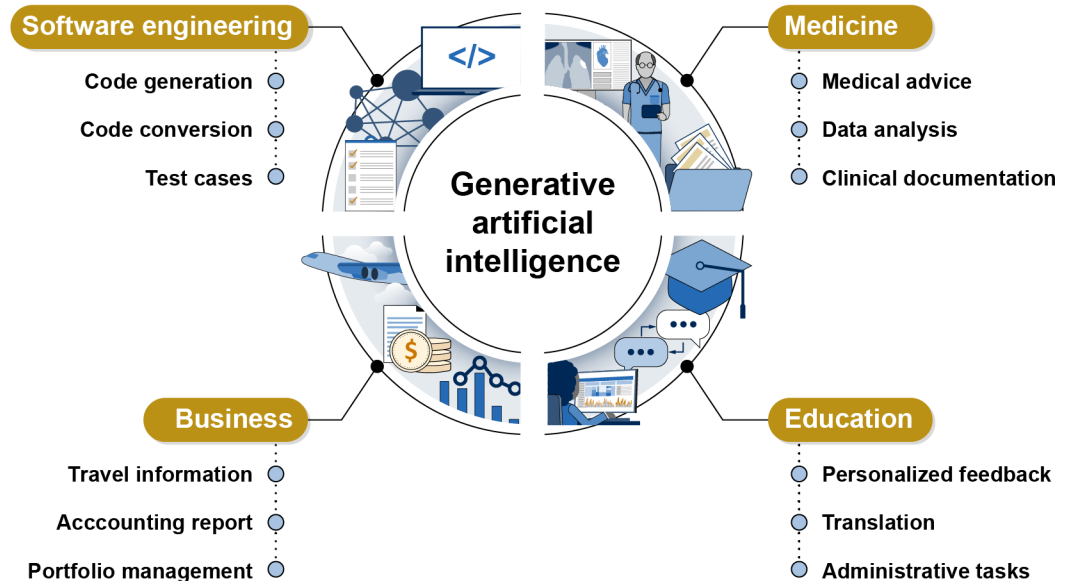 Software engineering
Code generation
Code conversion
Test cases
Medicine
Medical advice
Data analysis
Clinical documentation
</>
Generative
artificial
intelligence
$
Business
Travel information
Acccounting report
Portfolio management
Education
Personalized feedback
Translation
Administrative tasks